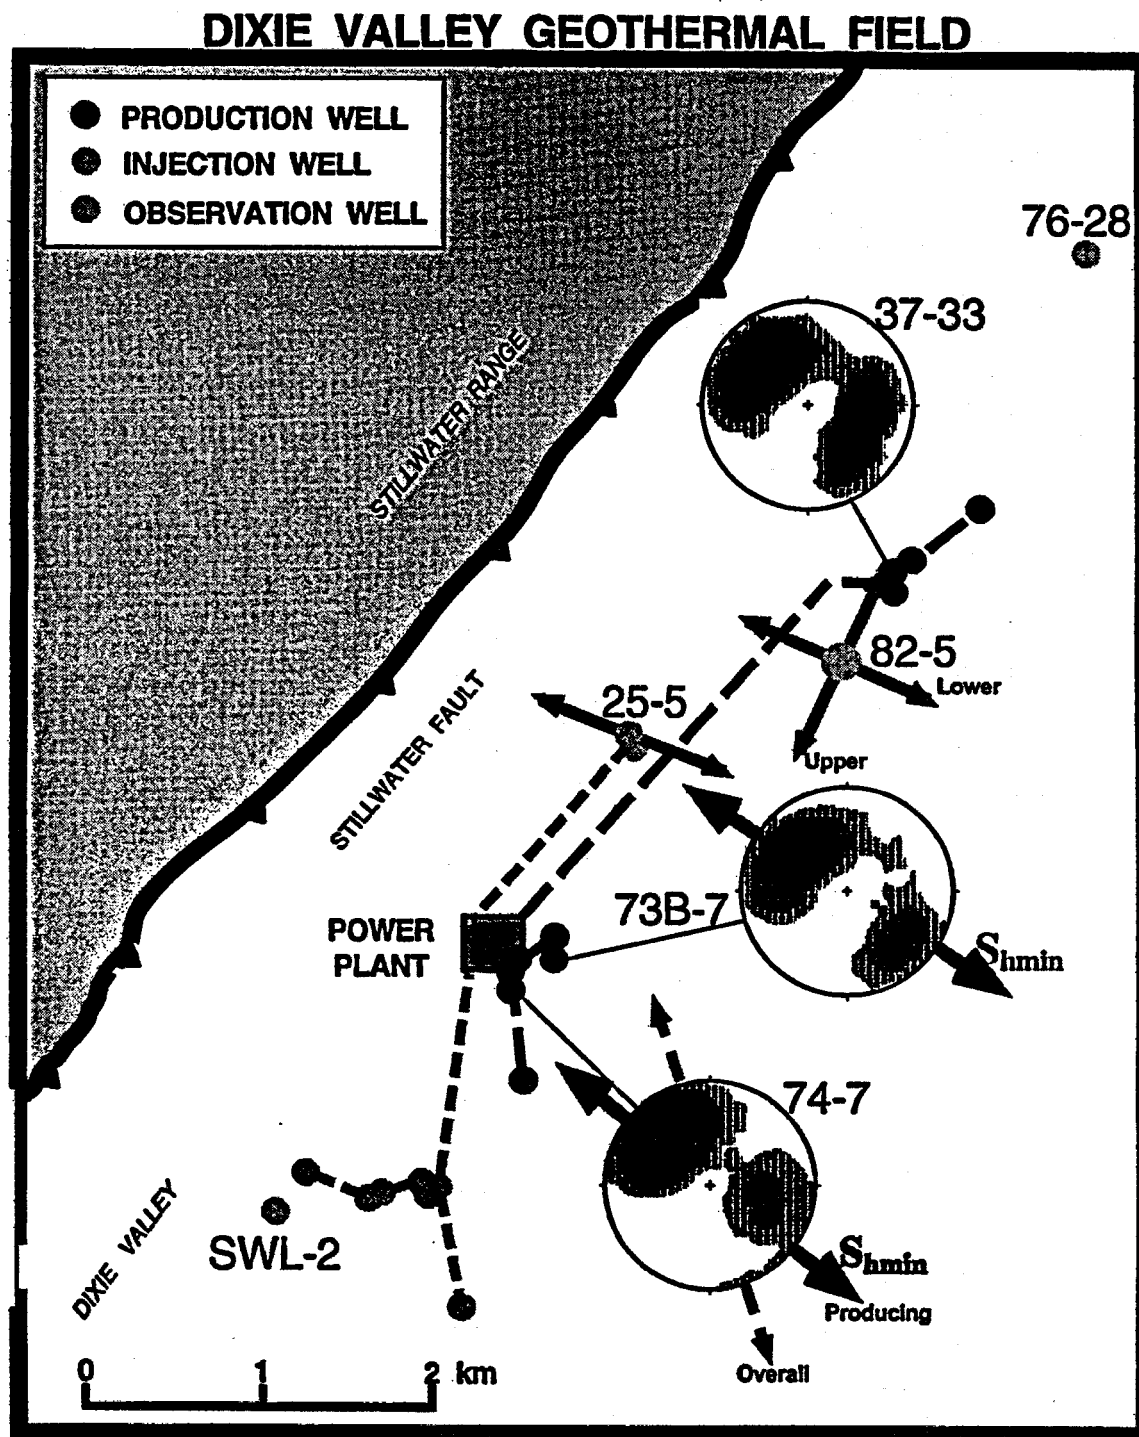 DIXIE VALLEY GEOTHERMAL FIELD
PRODUCTION WELL
INJECTION WELL
OBSERVATION WELL
76-28
37-33
STILLWATER RANGE
82-5
Lower
25-5
Upper
STILLWATER FAULT
73B-7
POWER
PLANT
Shmin
74-7
SWL-2
DIXIE VALLEY
Shmin
Producing
Overall
0 1 2 km